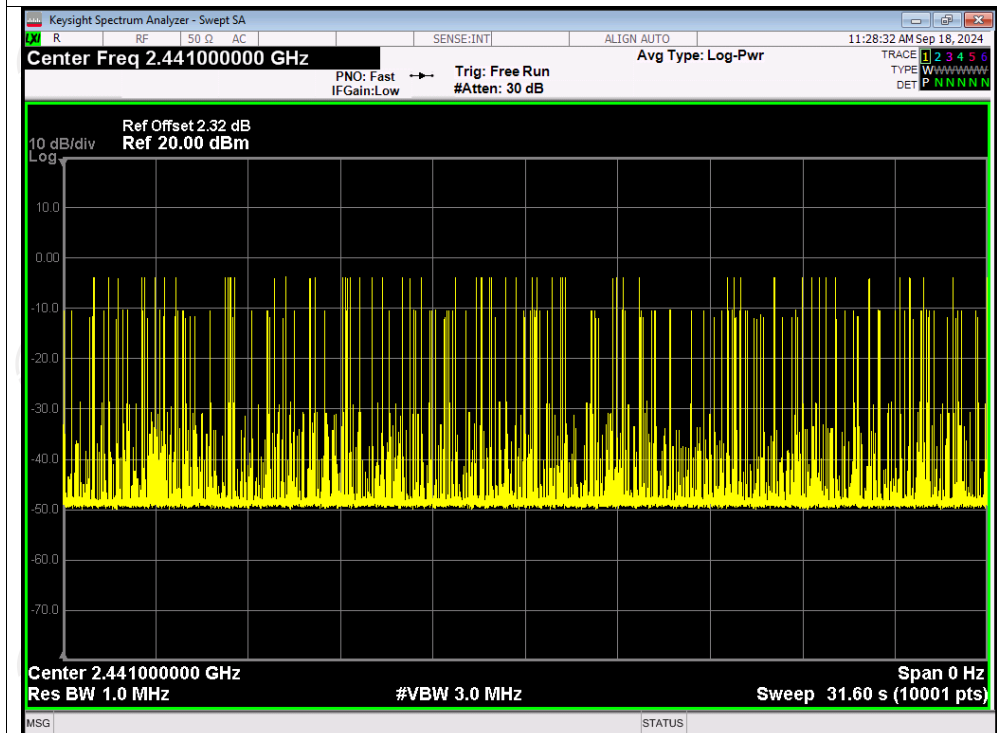 Keysight Spectrum Analyzer - Swept SA
LXI R RF 50 Ω AC SENSE:INT ALIGN AUTO 11:28:32 AM Sep 18, 2024
Center Freq 2.441000000 GHz Avg Type: Log-Pwr TRACE 1 2 3 4 5 6
PNO: Fast Trig: Free Run TYPE WWWWWW
IFGain:Low #Atten: 30 dB DET P N N N N N
Ref Offset 2.32 dB
10 dB/div Ref 20.00 dBm
Log
10.0
0.00
-10.0
-20.0
-30.0
-40.0
-50.0
-60.0
-70.0
Center 2.441000000 GHz Span 0 Hz
Res BW 1.0 MHz #VBW 3.0 MHz Sweep 31.60 s (10001 pts)
MSG STATUS